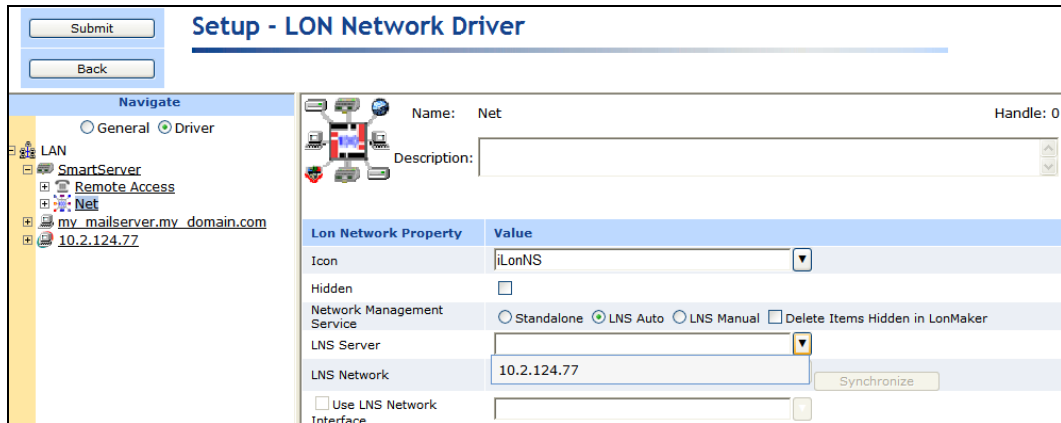 Submit
Setup - LON Network Driver
Back
Navigate
General Driver
LAN
SmartServer
Remote Access
Net
my_mailserver.my_domain.com
10.2.124.77
Name: Net Handle: 0
Description:
Lon Network Property Value
Icon iLonNS
Hidden
Network Management Service Standalone LNS Auto LNS Manual Delete Items Hidden in LonMaker
LNS Server
10.2.124.77
LNS Network Synchronize
Use LNS Network
Interface